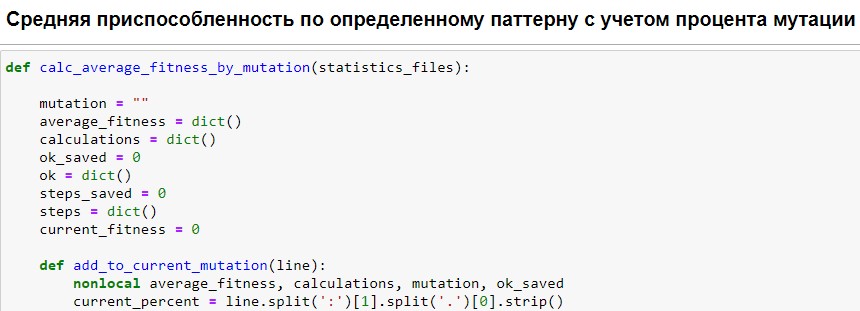 Средняя приспособленность по определенному паттерну с учетом процента мутации
def calc_average_fitness_by_mutation(statistics_files):
mutation = ""
average_fitness = dict()
calculations = dict()
ok_saved = 0
ok = dict()
steps_saved = 0
steps = dict()
current_fitness = 0
def add_to_current_mutation(line):
nonlocal average_fitness, calculations, mutation, ok_saved
current_percent = line.split(':')[1].split('.')[0].strip()